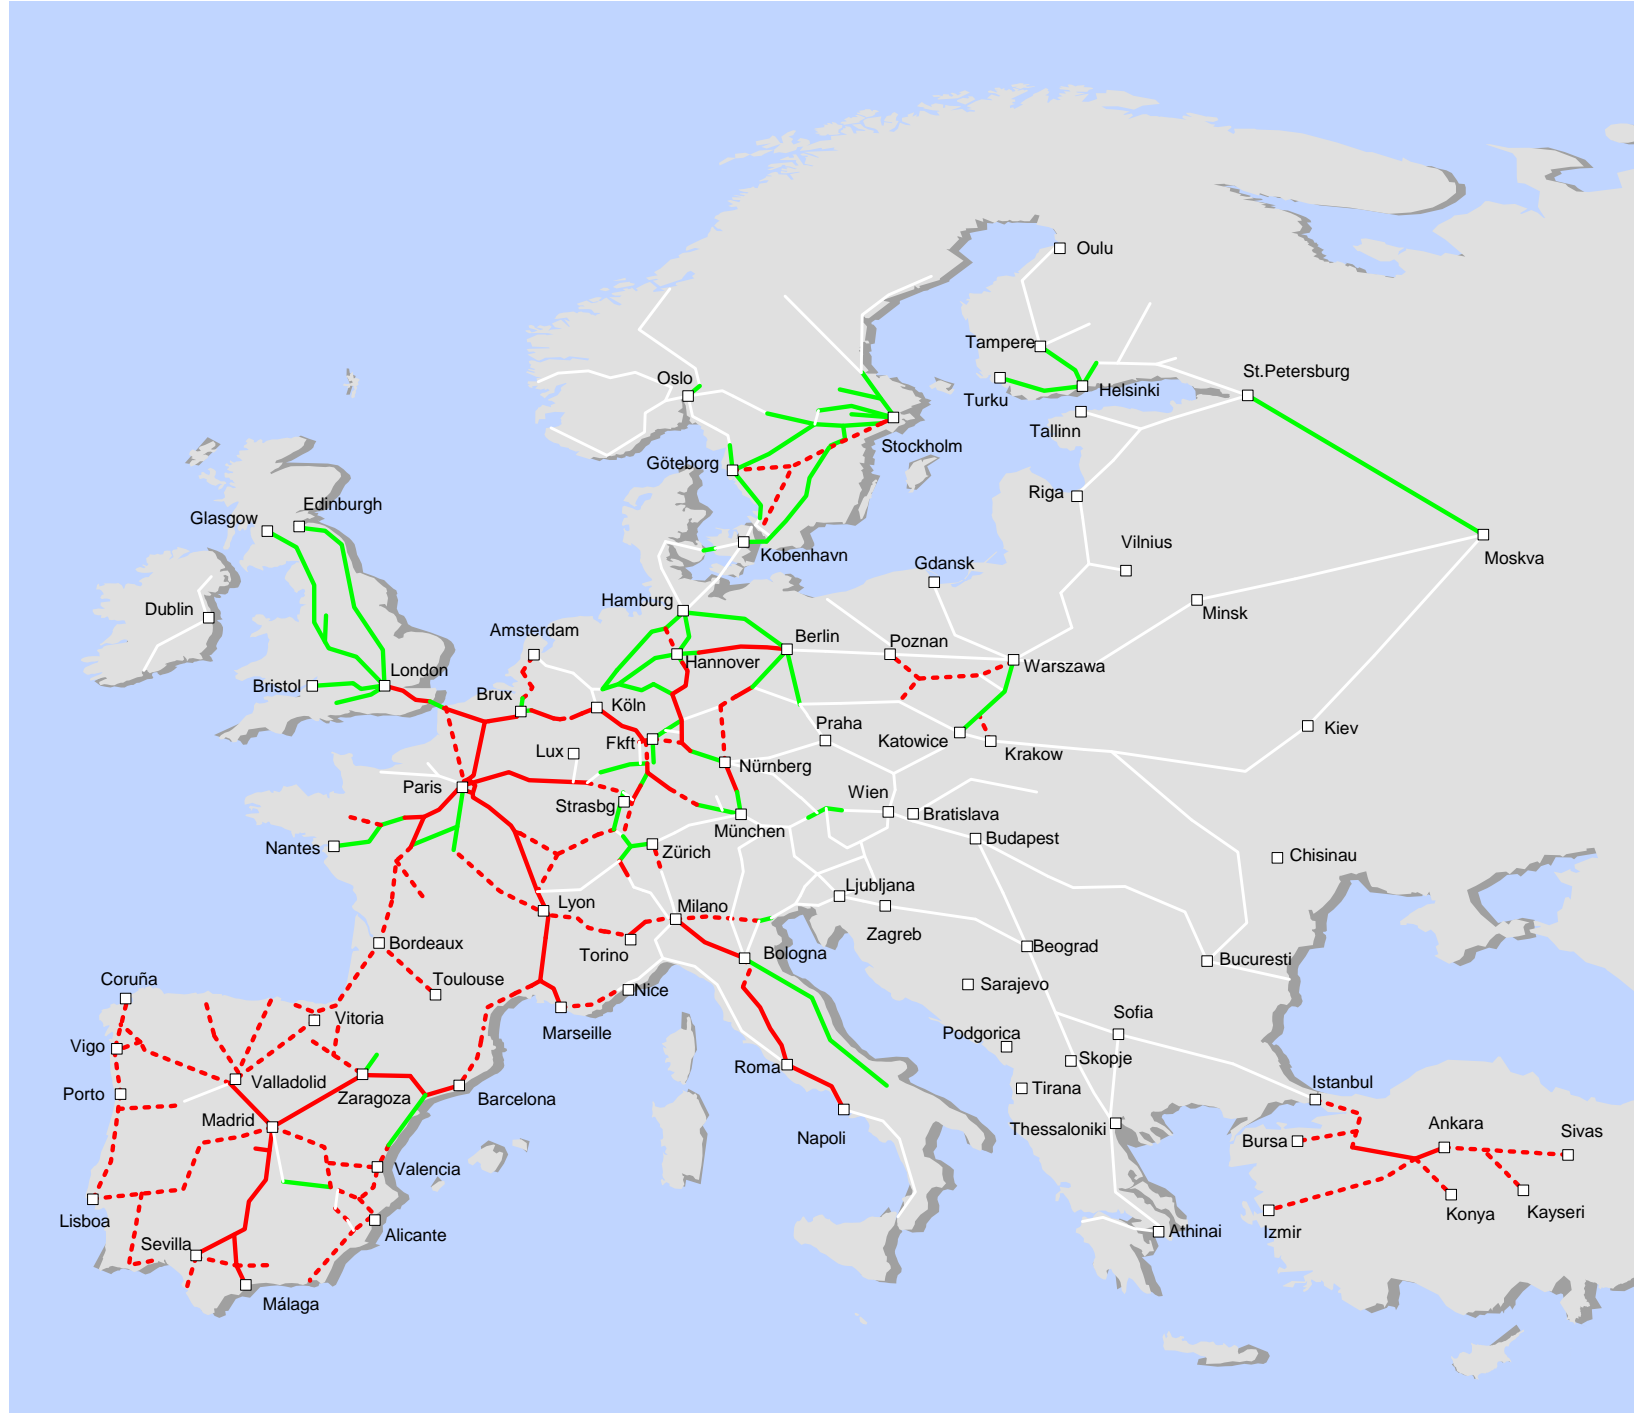 Oulu
Tampere
St.Petersburg
Oslo
Turku
Helsinki
Tallinn
Stockholm
Göteborg
Riga
Edinburgh
Glasgow
Vilnius
Kobenhavn
Moskva
Gdansk
Minsk
Dublin
Hamburg
Amsterdam
Berlin
Poznan
Hannover
Warszawa
London
Bristol
Brux
Köln
Praha
Kiev
Katowice
Krakow
Fkft
Lux
Nürnberg
Paris
Strasbg
Wien
Bratislava
München
Budapest
Nantes
Zürich
Chisinau
Ljubljana
Lyon
Milano
Zagreb
Bordeaux
Torino
Bologna
Beograd
Bucuresti
Coruña
Toulouse
Nice
Sarajevo
Vitoria
Marseille
Sofia
Podgorica
Vigo
Skopje
Roma
Valladolid
Istanbul
Porto
Zaragoza
Barcelona
Tirana
Madrid
Napoli
Thessaloniki
Bursa
Ankara
Sivas
Valencia
Lisboa
Konya
Kayseri
Alicante
Athinai
Izmir
Sevilla
Málaga